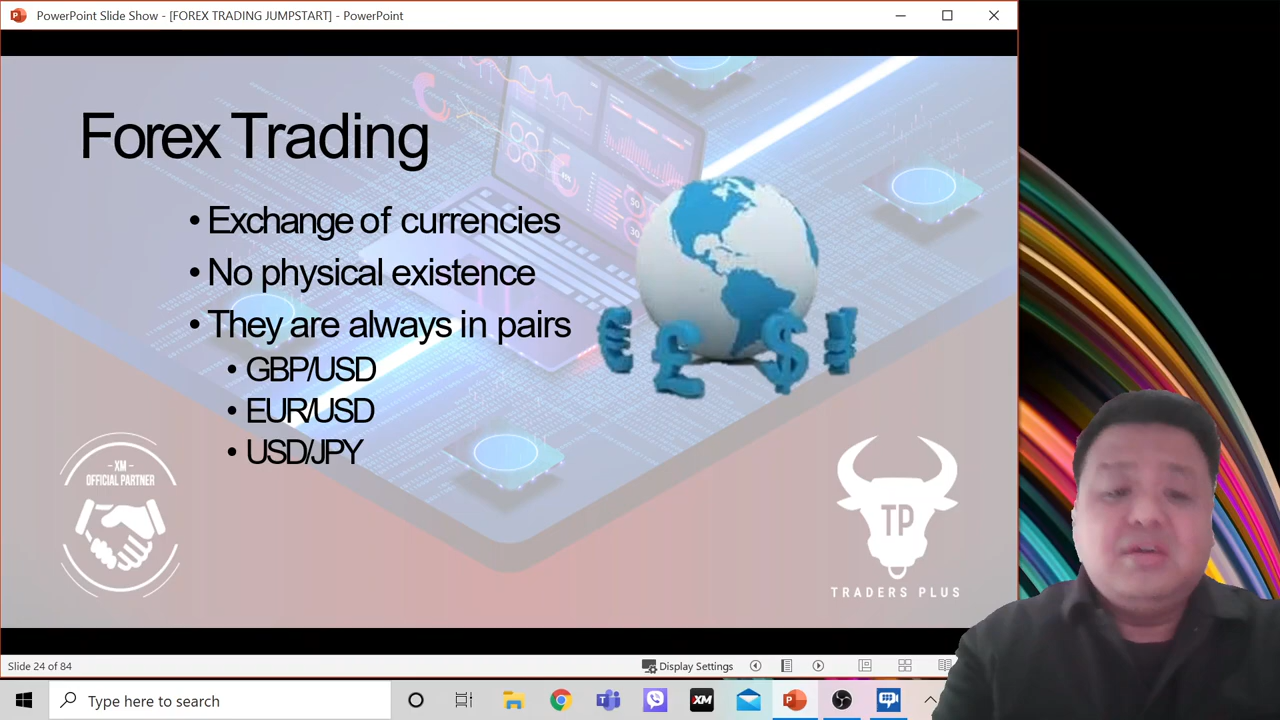 PowerPoint Slide Show - [FOREX TRADING JUMPSTART] - PowerPoint
Forex Trading
• Exchange of currencies
• No physical existence
• They are always in pairs
• GBP/USD
• EUR/USD
• USD/JPY
- XM -
OFFICIAL PARTNER
TP
TRADERS PLUS
Slide 24 of 84
Display Settings
Type here to search
XM